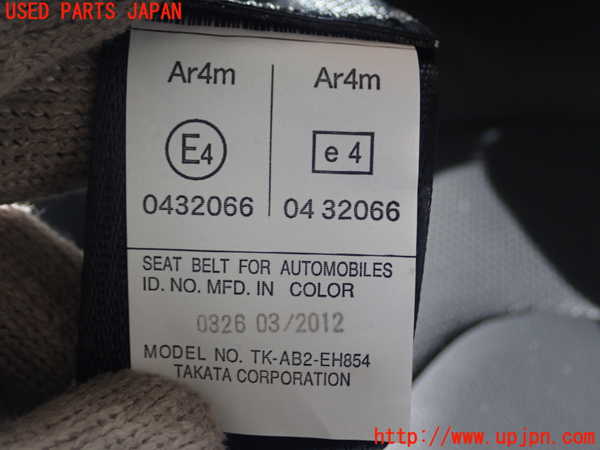 USED PARTS JAPAN
Ar4m Ar4m
E4 e 4
0432066 04 32066
SEAT BELT FOR AUTOMOBILES
ID. NO. MFD. IN COLOR
0326 03/2012
MODEL NO. TK-AB2-EH854
TAKATA CORPORATION
http://www.upjpn.com/